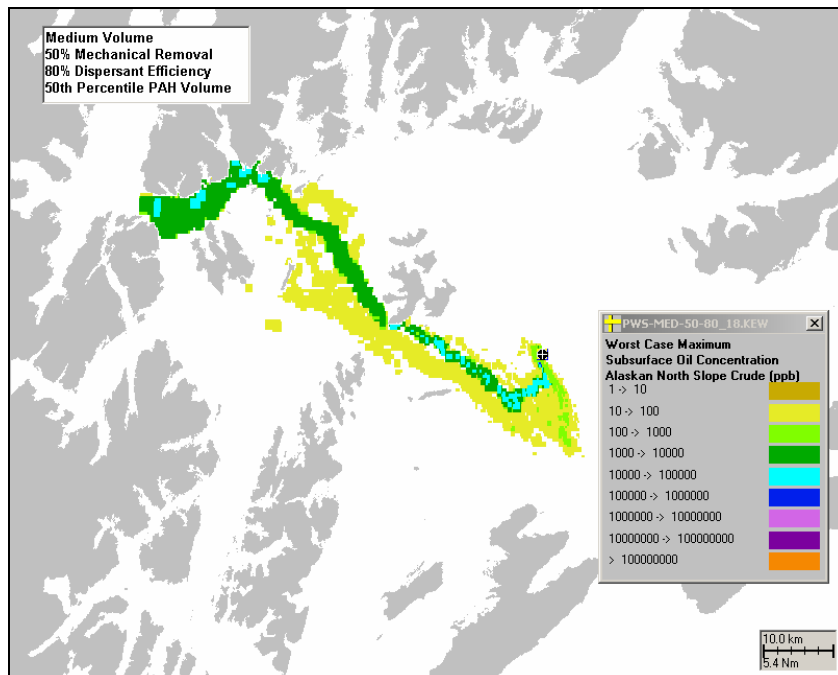 Medium Volume
50% Mechanical Removal
80% Dispersant Efficiency
50th Percentile PAH Volume
PWS-MED-50-80_18.KEW
Worst Case Maximum
Subsurface Oil Concentration
Alaskan North Slope Crude (ppb)
1 -> 10
10 -> 100
100 -> 1000
1000 -> 10000
10000 -> 100000
100000 -> 1000000
1000000 -> 10000000
10000000 -> 100000000
> 100000000
10.0 km
5.4 Nm